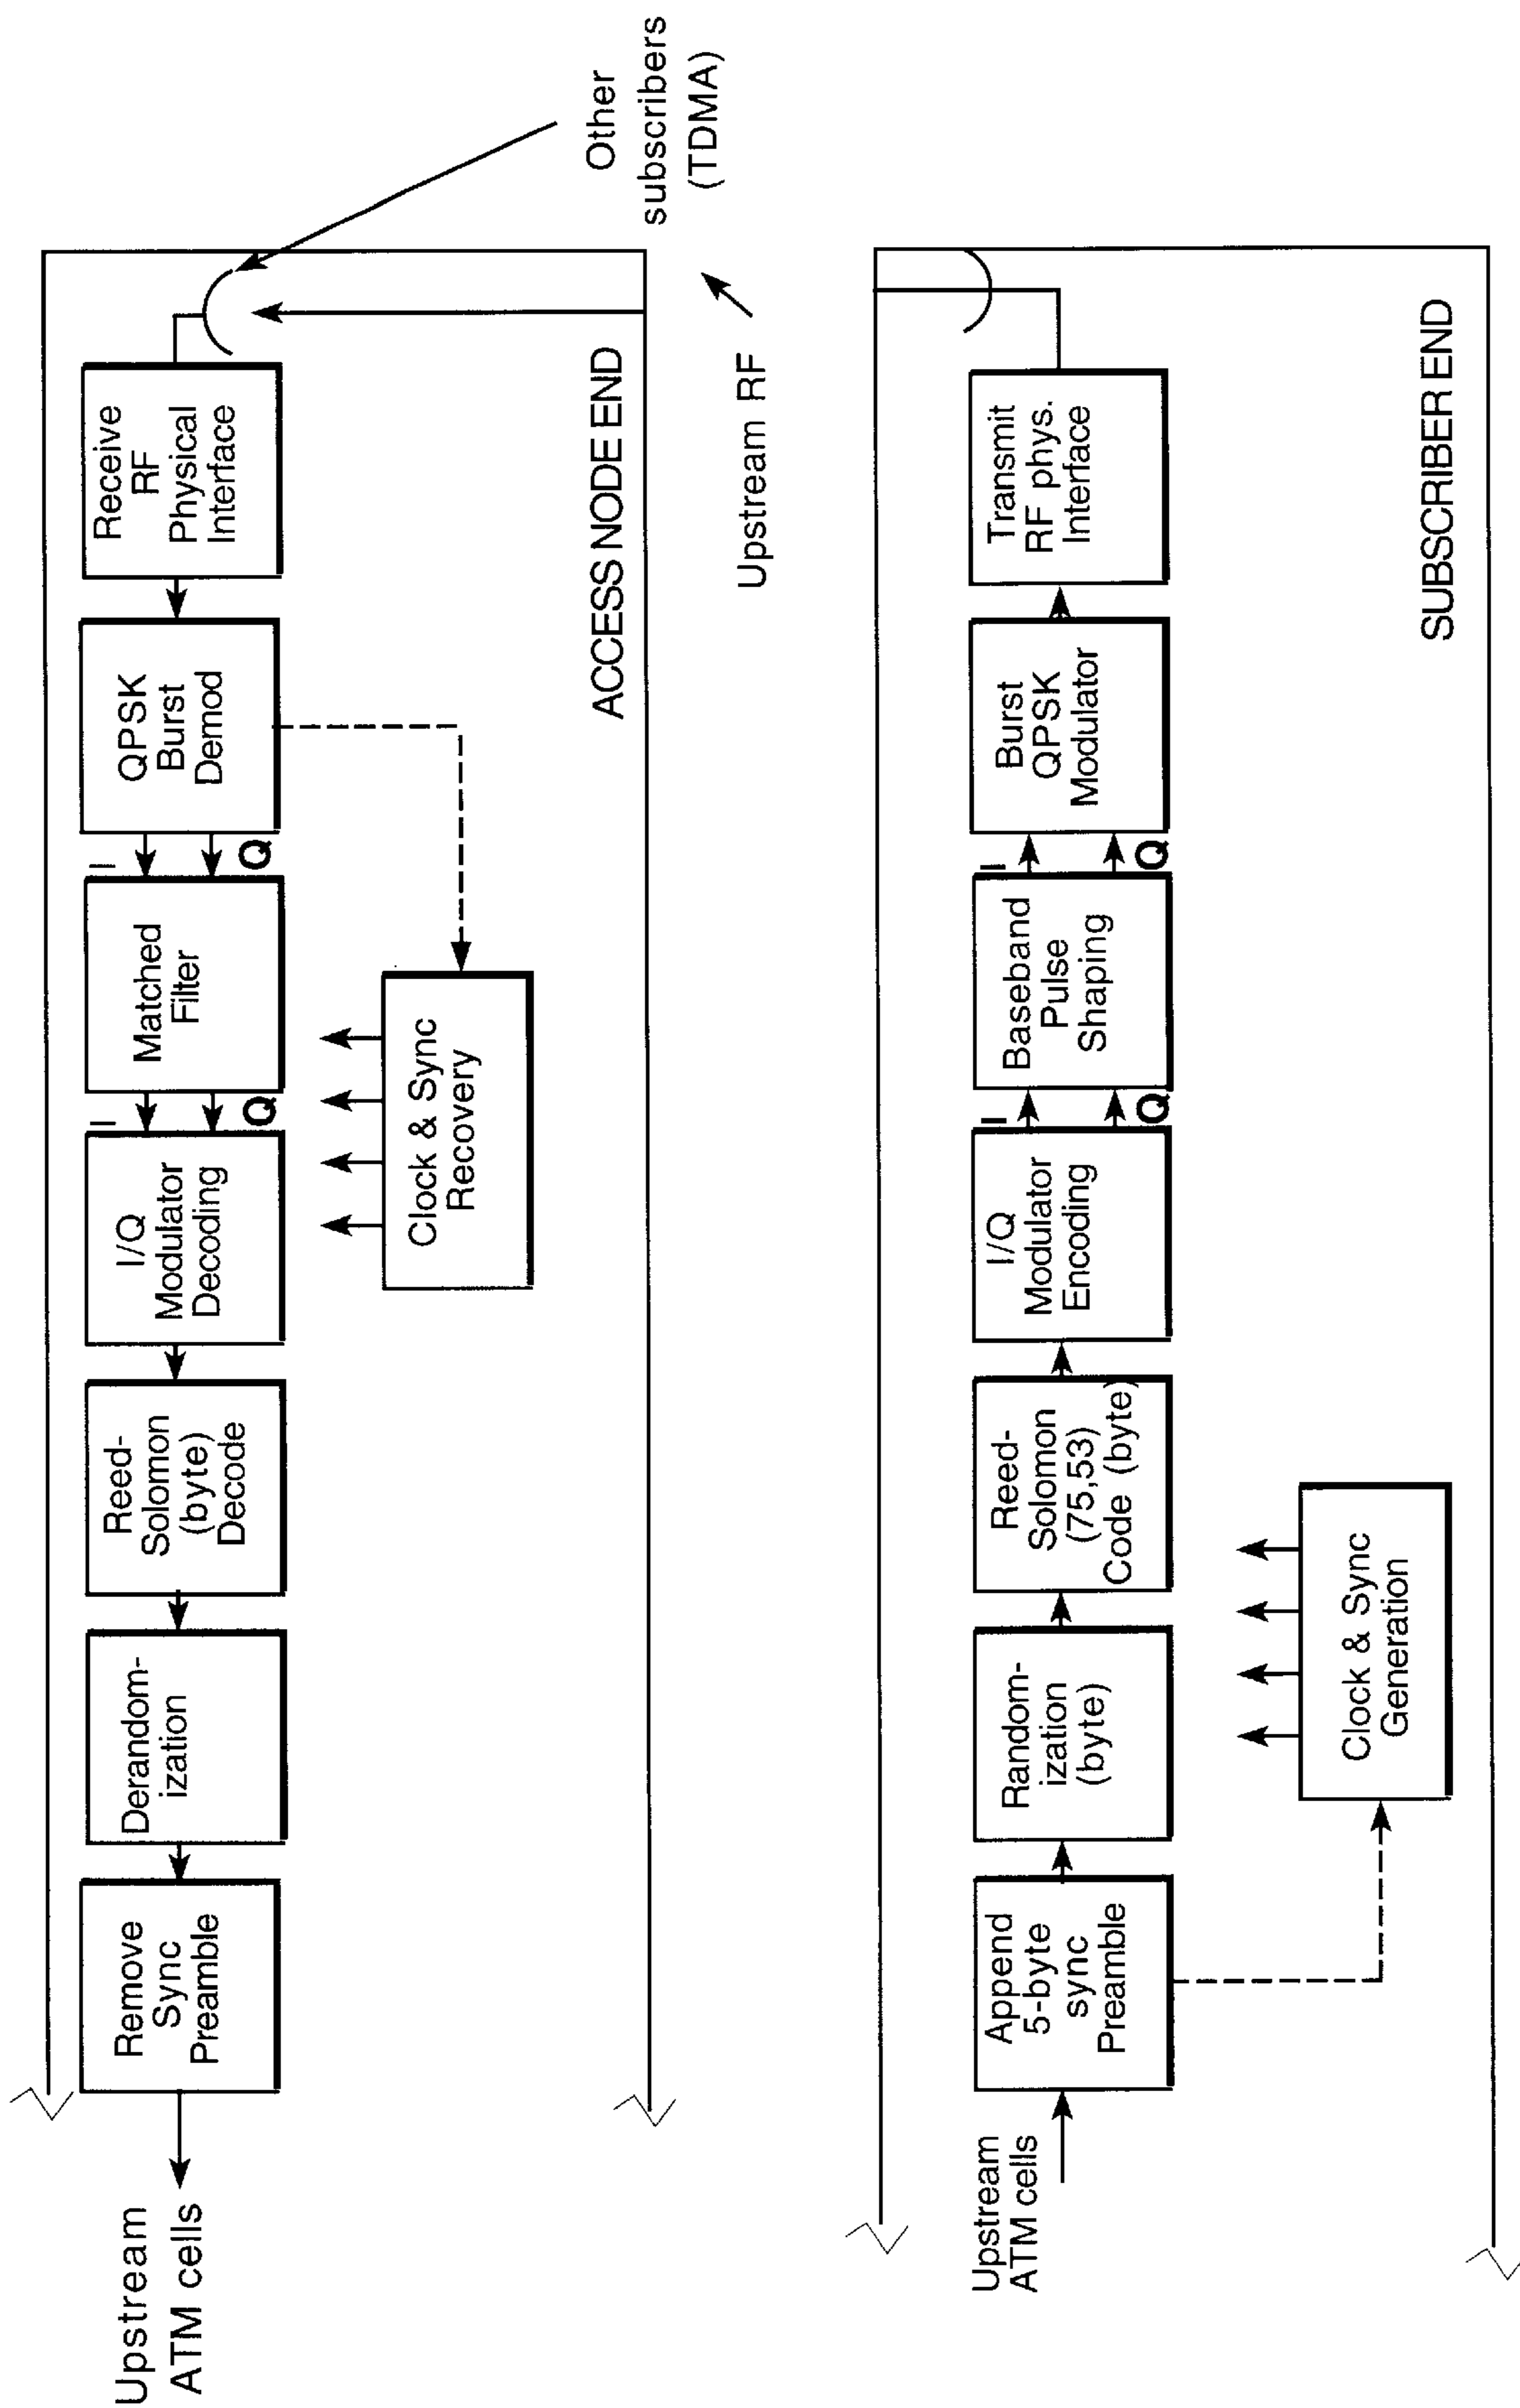 Upstream
ATM cells
Remove
Sync
Preamble
Derandom-
ization
Reed-
Solomon
(byte)
Decode
I/Q
Modulator
Decoding
I
Q
Matched
Filter
I
Q
QPSK
Burst
Demod
Receive
RF
Physical
Interface
Clock & Sync
Recovery
ACCESS NODE END
Other
subscribers
(TDMA)
Upstream RF
Upstream
ATM cells
Append
5-byte
sync
Preamble
Random-
ization
(byte)
Reed-
Solomon
(75,53)
Code (byte)
I/Q
Modulator
Encoding
I
Q
Baseband
Pulse
Shaping
I
Q
Burst
QPSK
Modulator
Transmit
RF phys.
Interface
Clock & Sync
Generation
SUBSCRIBER END